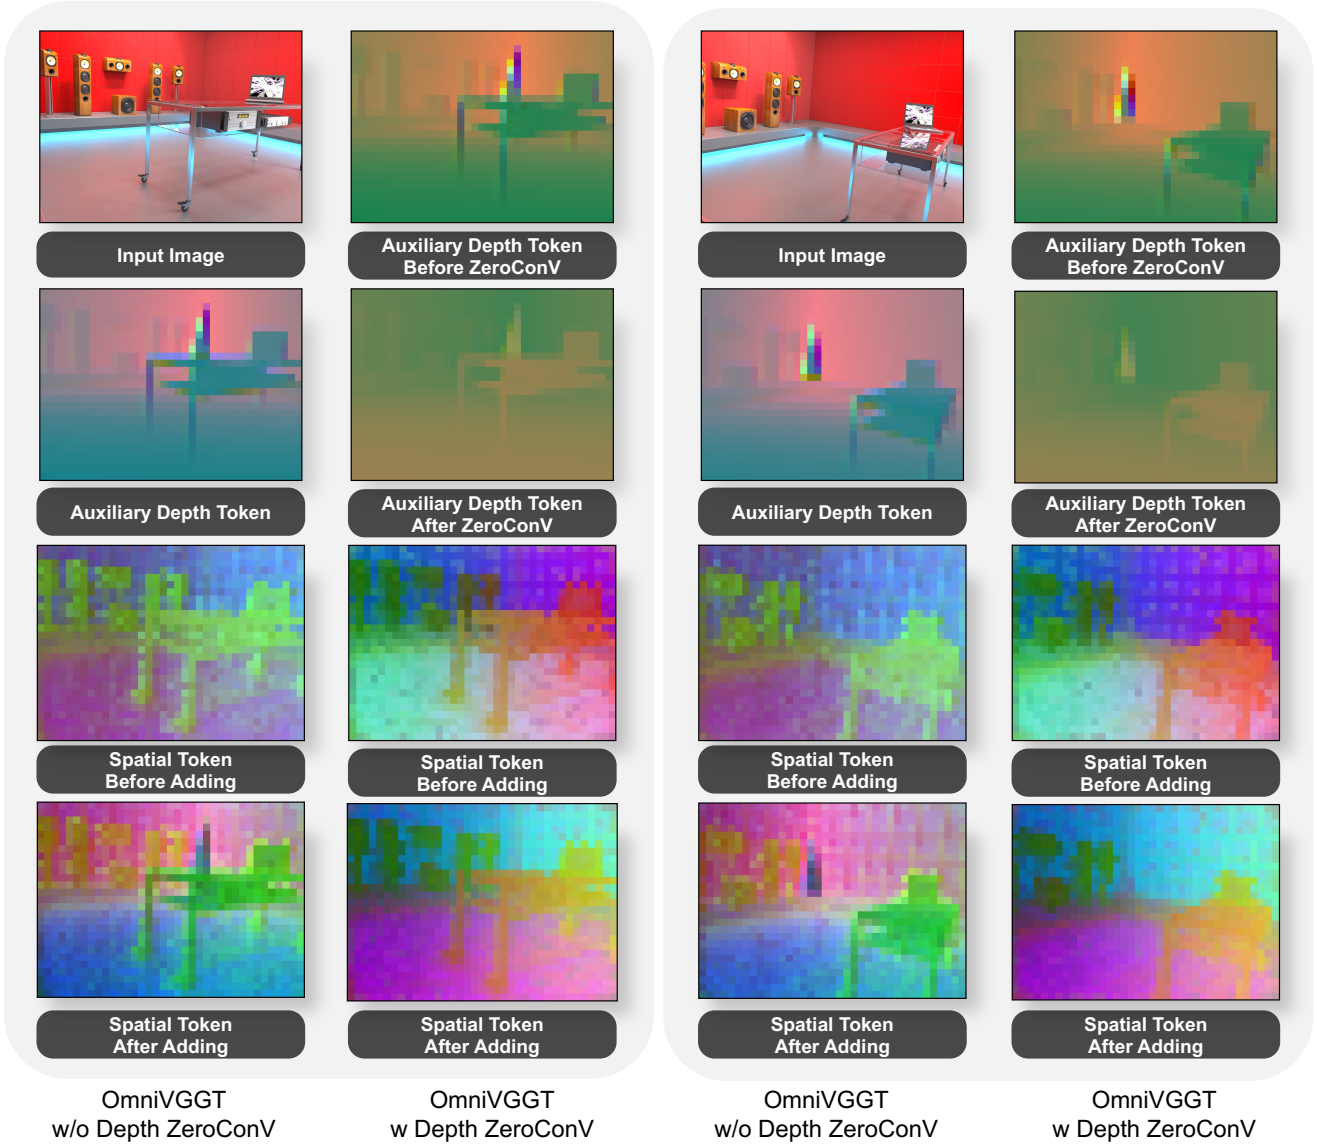 Input Image
Auxiliary Depth Token
Before ZeroConV
Input Image
Auxiliary Depth Token
Before ZeroConV
Auxiliary Depth Token
Auxiliary Depth Token
After ZeroConV
Auxiliary Depth Token
Auxiliary Depth Token
After ZeroConV
Spatial Token
Before Adding
Spatial Token
Before Adding
Spatial Token
Before Adding
Spatial Token
Before Adding
Spatial Token
After Adding
Spatial Token
After Adding
Spatial Token
After Adding
Spatial Token
After Adding
OmniVGGT
w/o Depth ZeroConV
OmniVGGT
w Depth ZeroConV
OmniVGGT
w/o Depth ZeroConV
OmniVGGT
w Depth ZeroConV